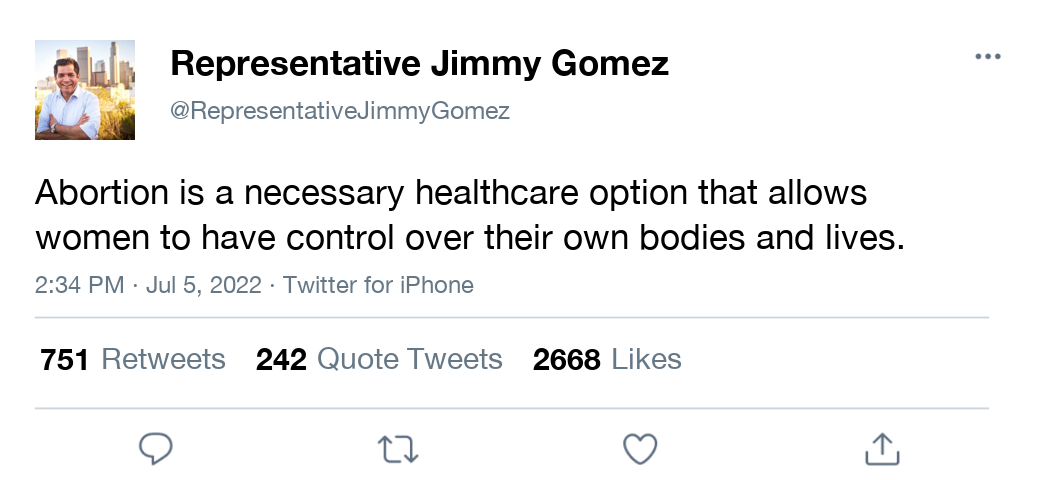 Representative Jimmy Gomez
@RepresentativeJimmyGomez
Abortion is a necessary healthcare option that allows
women to have control over their own bodies and lives.
2:34 PM · Jul 5, 2022 · Twitter for iPhone
751 Retweets 242 Quote Tweets 2668 Likes